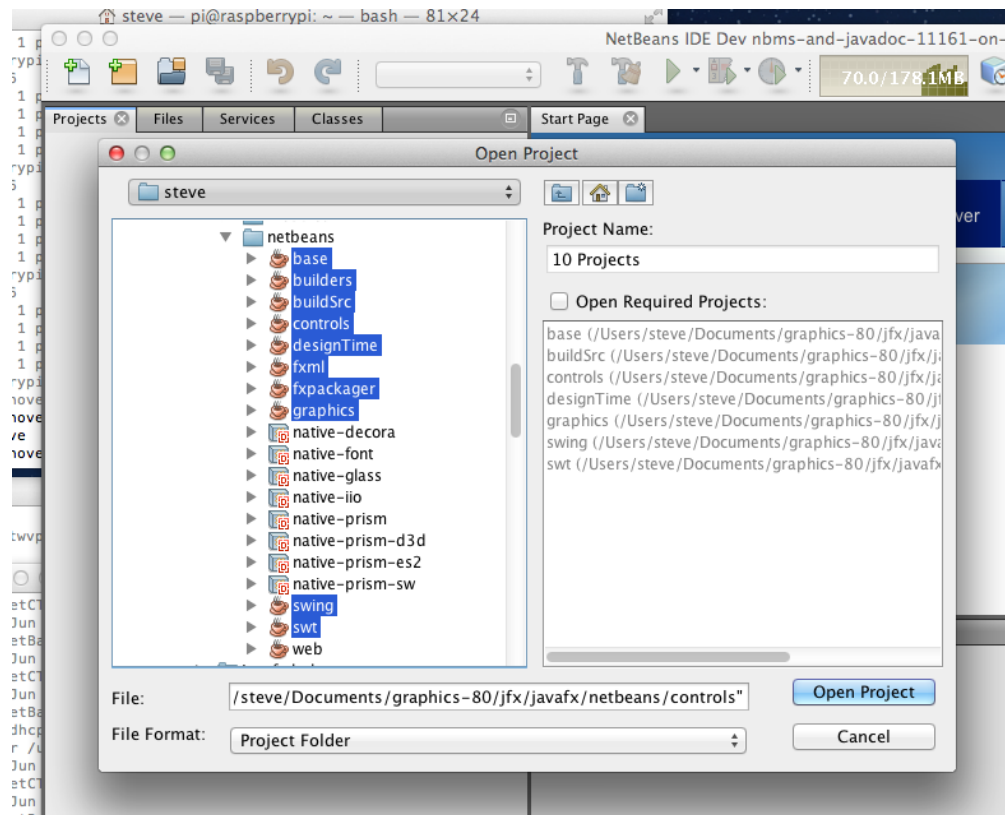 steve — pi@raspberrypi: ~ — bash — 81×24
NetBeans IDE Dev nbms-and-javadoc-11161-on-
70.0/178.1MB
Projects
Files
Services
Classes
Start Page
Open Project
steve
netbeans
base
builders
buildSrc
controls
designTime
fxml
fxpackager
graphics
native-decora
native-font
native-glass
native-iio
native-prism
native-prism-d3d
native-prism-es2
native-prism-sw
swing
swt
web
Project Name:
10 Projects
Open Required Projects:
base (/Users/steve/Documents/graphics-80/jfx/java
buildSrc (/Users/steve/Documents/graphics-80/jfx/j
controls (/Users/steve/Documents/graphics-80/jfx/ja
designTime (/Users/steve/Documents/graphics-80/jf
graphics (/Users/steve/Documents/graphics-80/jfx/j
swing (/Users/steve/Documents/graphics-80/jfx/java
swt (/Users/steve/Documents/graphics-80/jfx/javafx
File:
/steve/Documents/graphics-80/jfx/javafx/netbeans/controls"
Open Project
File Format:
Project Folder
Cancel